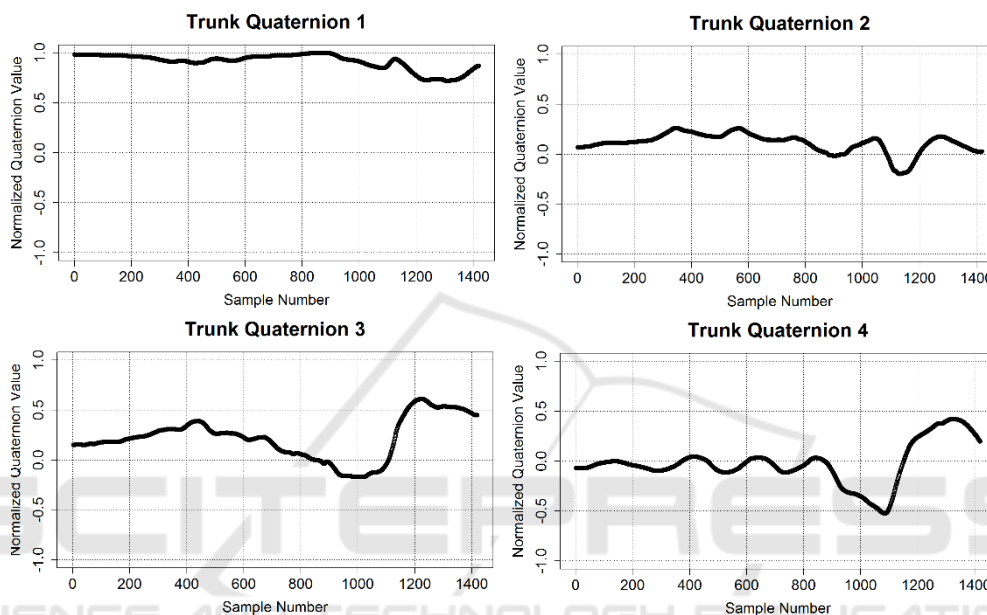 Trunk Quaternion 1
Normalized Quaternion Value
1.0
0.5
0.0
-0.5
-1.0
0 200 400 600 800 1000 1200 1400
Sample Number
Trunk Quaternion 2
Normalized Quaternion Value
1.0
0.5
0.0
-0.5
-1.0
0 200 400 600 800 1000 1200 1400
Sample Number
Trunk Quaternion 3
Normalized Quaternion Value
1.0
0.5
0.0
-0.5
-1.0
0 200 400 600 800 1000 1200 1400
Sample Number
Trunk Quaternion 4
Normalized Quaternion Value
1.0
0.5
0.0
-0.5
-1.0
0 200 400 600 800 1000 1200 1400
Sample Number
SCITEPRESS